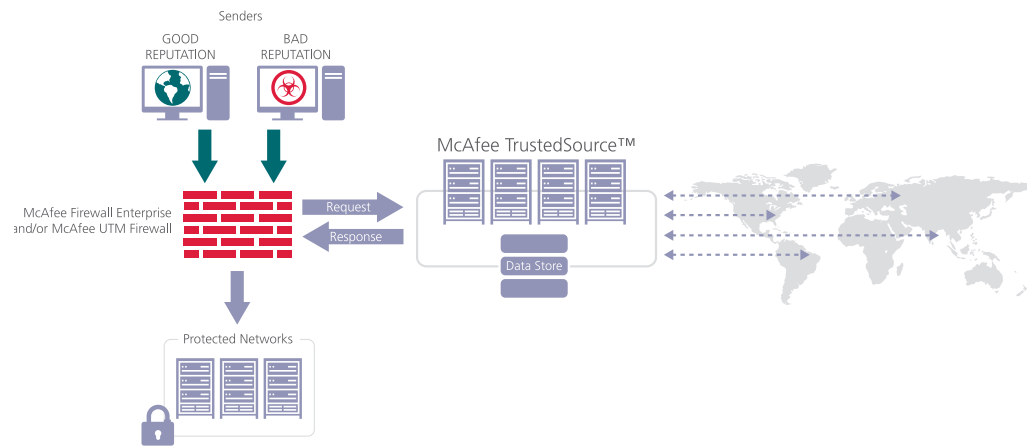 Senders
GOOD
REPUTATION
BAD
REPUTATION
McAfee TrustedSource™
McAfee Firewall Enterprise
and/or McAfee UTM Firewall
Request
Response
Data Store
Protected Networks